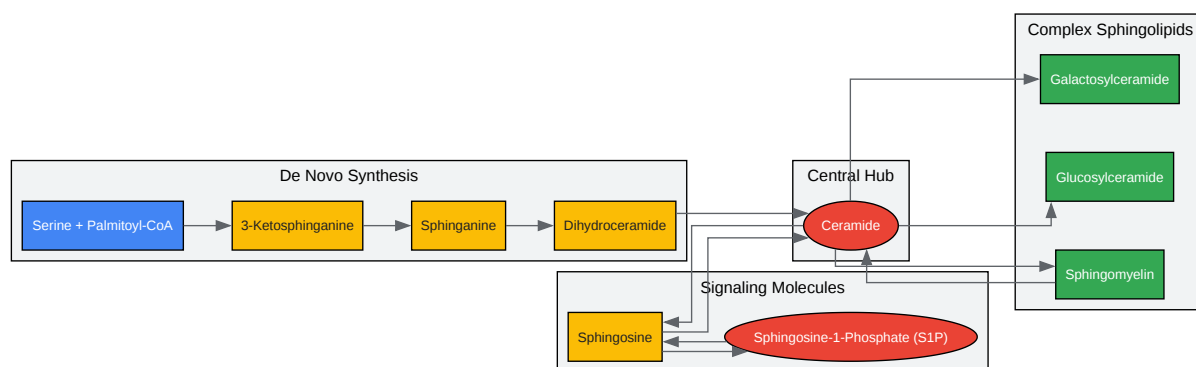 Complex Sphingolipids
Galactosylceramide
De Novo Synthesis
Central Hub
Glucosylceramide
Serine + Palmitoyl-CoA
3-Ketosphinganine
Sphinganine
Dihydroceramide
Ceramide
Sphingomyelin
Signaling Molecules
Sphingosine
Sphingosine-1-Phosphate (S1P)